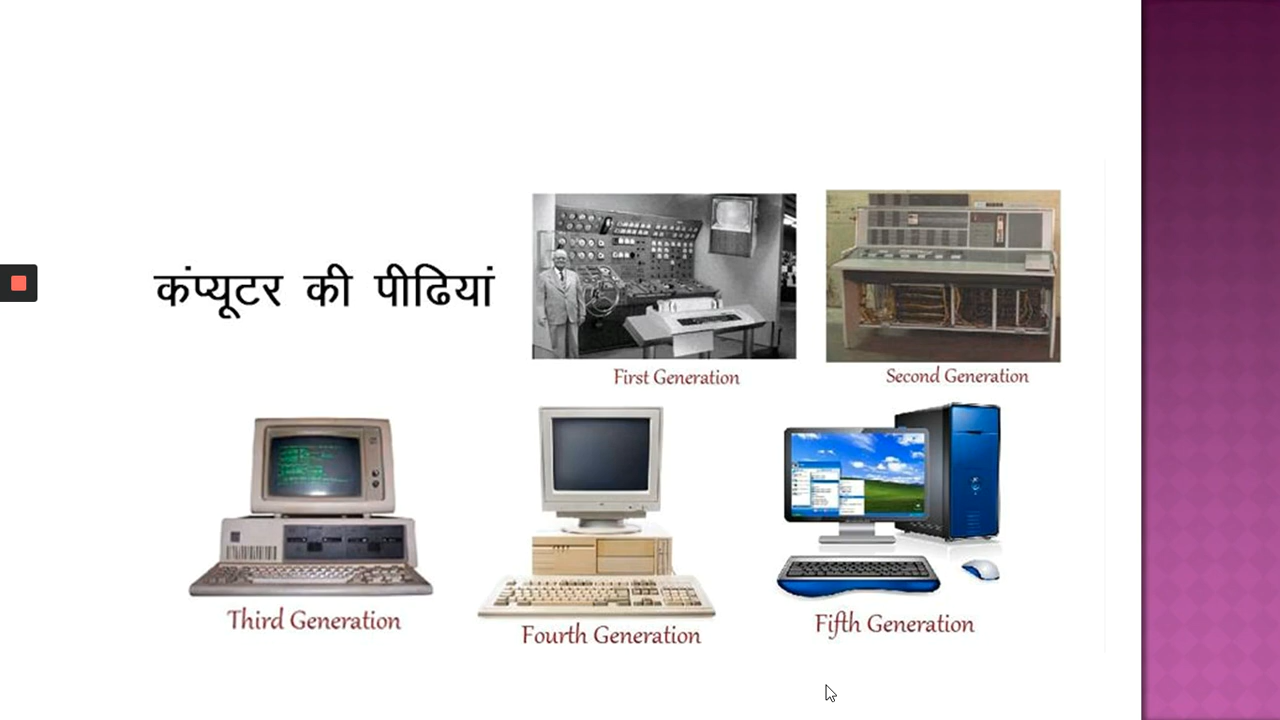 कंप्यूटर की पीढियां
First Generation
Second Generation
Third Generation
Fourth Generation
Fifth Generation